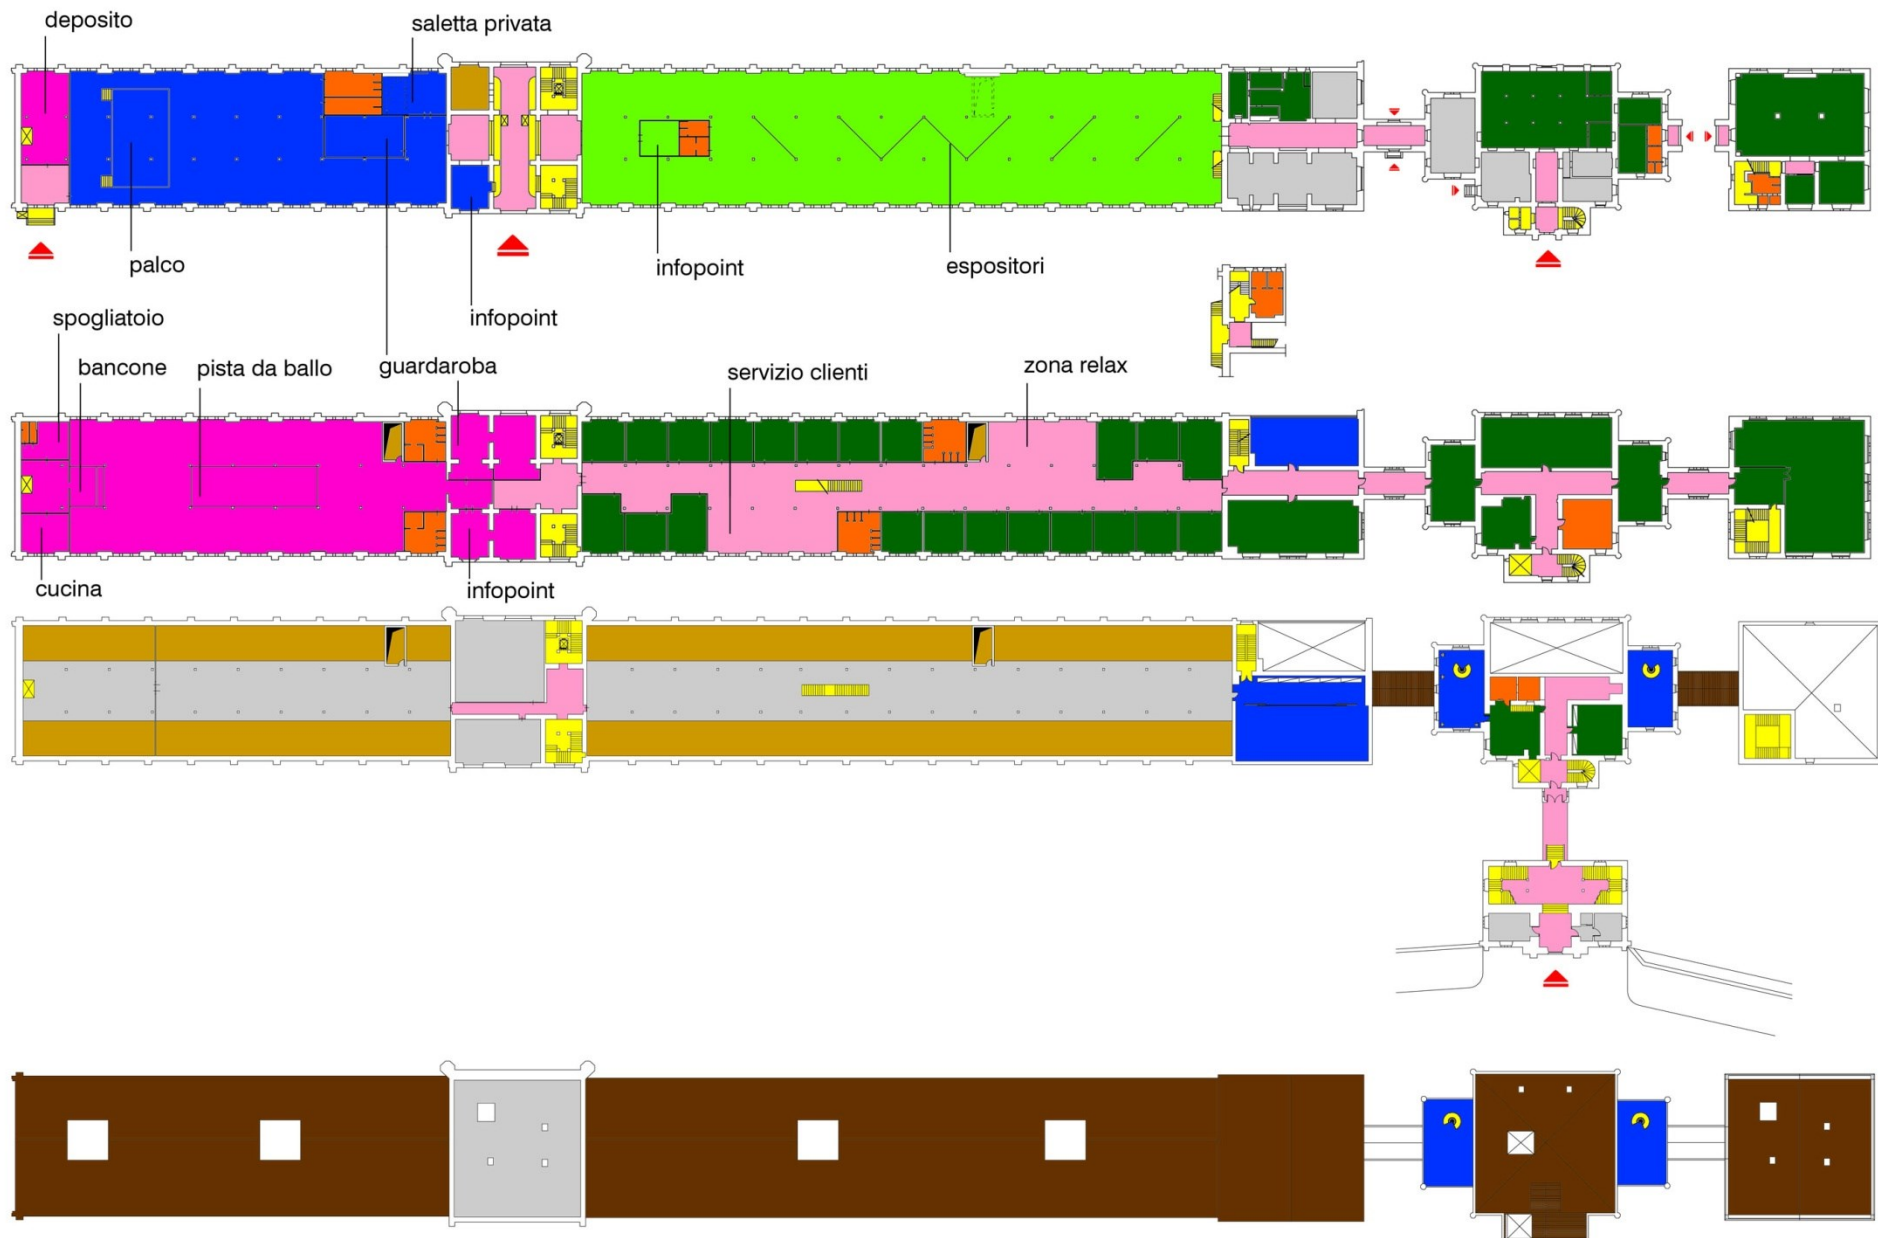 deposito
saletta privata
palco
infopoint
infopoint
espositori
spogliatoio
bancone
pista da ballo
guardaroba
servizio clienti
zona relax
cucina
infopoint